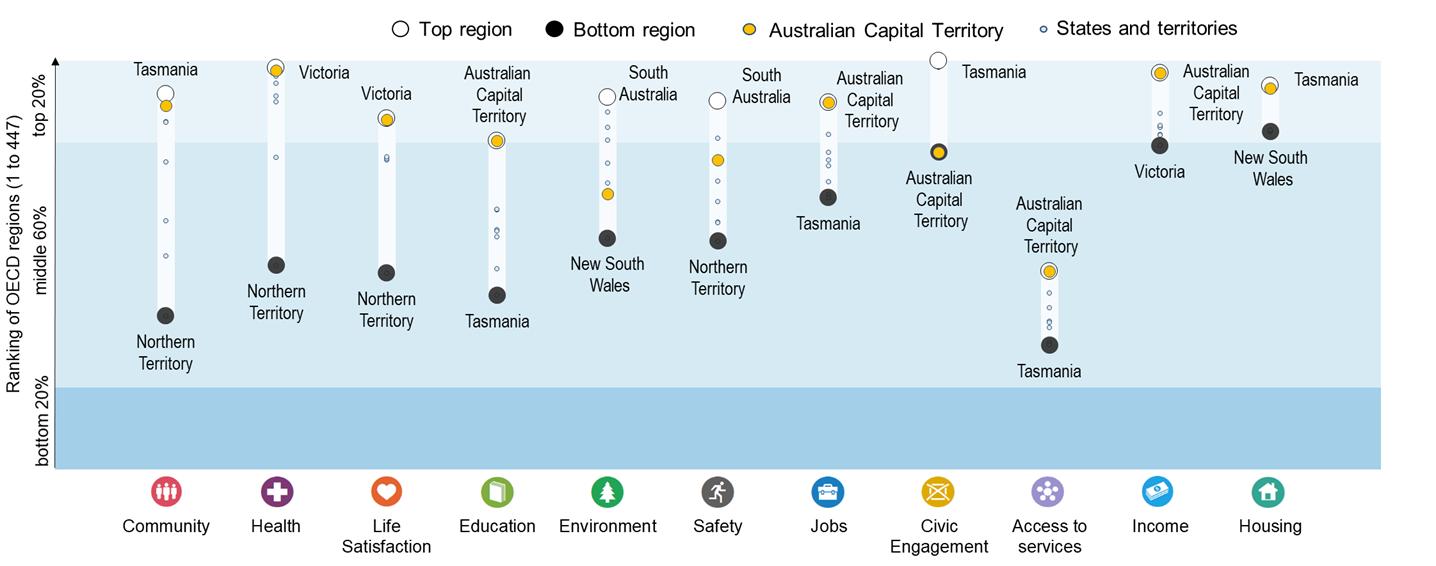 Top region
Bottom region
Australian Capital Territory
States and territories
Ranking of OECD regions (1 to 447)
top 20%
middle 60%
bottom 20%
Tasmania
Northern
Territory
Victoria
Northern
Territory
Victoria
Northern
Territory
Australian
Capital
Territory
Tasmania
South
Australia
New South
Wales
South
Australia
Northern
Territory
Australian
Capital
Territory
Tasmania
Tasmania
Australian
Capital
Territory
Australian
Capital
Territory
Tasmania
Australian
Capital
Territory
Victoria
Tasmania
New South
Wales
Community
Health
Life
Satisfaction
Education
Environment
Safety
Jobs
Civic
Engagement
Access to
services
Income
Housing